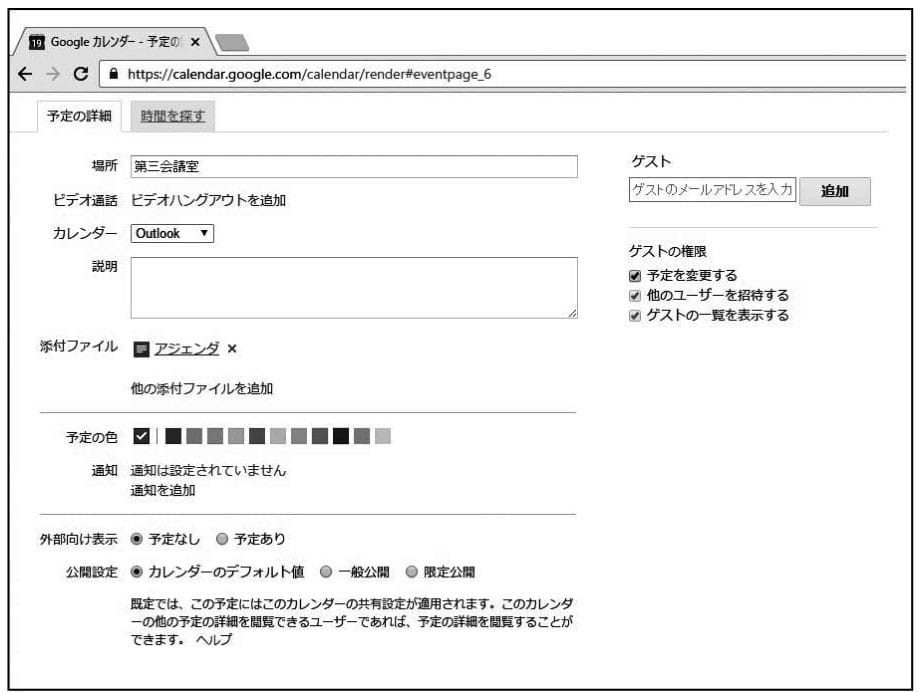 19 Google カレンダー - 予定の
https://calendar.google.com/calendar/render#eventpage_6
予定の詳細 時間を探す
場所 第三会議室
ビデオ通話 ビデオハングアウトを追加
カレンダー Outlook
説明
添付ファイル アジェンダ ×
他の添付ファイルを追加
予定の色
通知 通知は設定されていません
通知を追加
外部向け表示 予定なし 予定あり
公開設定 カレンダーのデフォルト値 一般公開 限定公開
既定では、この予定にはこのカレンダーの共有設定が適用されます。このカレンダ
ーの他の予定の詳細を閲覧できるユーザーであれば、予定の詳細を閲覧することが
できます。 ヘルプ
ゲスト
ゲストのメールアドレスを入力 追加
ゲストの権限
予定を変更する
他のユーザーを招待する
ゲストの一覧を表示する